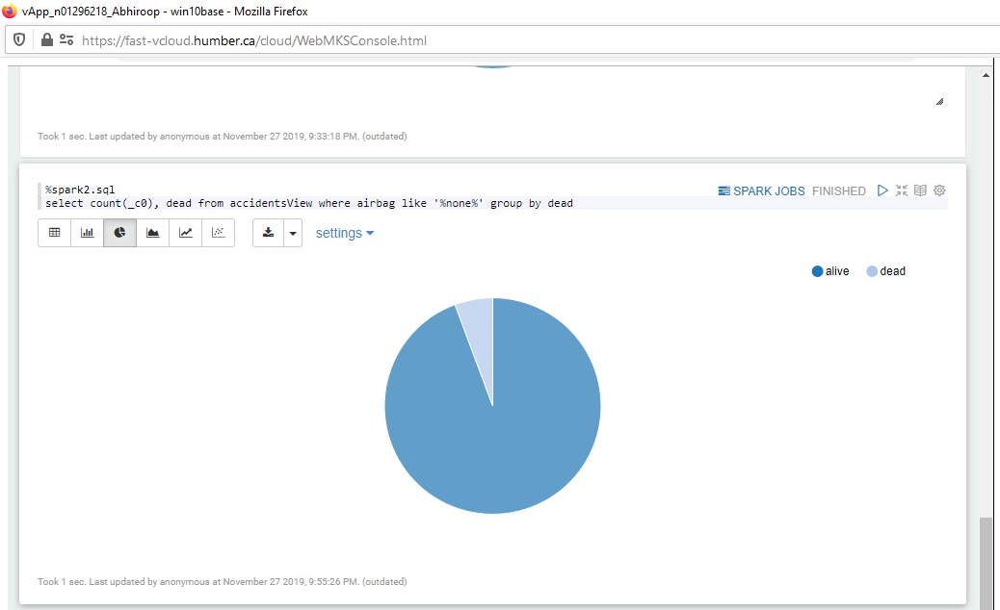 vApp_n01296218_Abhiroop - win10base - Mozilla Firefox
https://fast-vcloud.humber.ca/cloud/WebMKSConsole.html
Took 1 sec. Last updated by anonymous at November 27 2019, 9:33:18 PM. (outdated)
%spark2.sql
SPARK JOBS FINISHED
select count(_c0), dead from accidentsView where airbag like '%none%' group by dead
settings
alive dead
Took 1 sec. Last updated by anonymous at November 27 2019, 9:55:26 PM. (outdated)